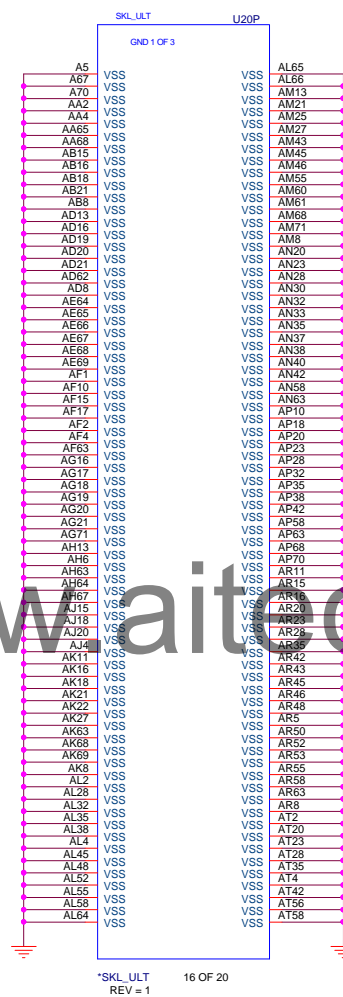 SKL_ULT U20P
GND 1 OF 3
A5 VSS VSS AL65
A67 VSS VSS AL66
A70 VSS VSS AM13
AA2 VSS VSS AM21
AA4 VSS VSS AM25
AA65 VSS VSS AM27
AA68 VSS VSS AM43
AB15 VSS VSS AM45
AB16 VSS VSS AM46
AB18 VSS VSS AM55
AB21 VSS VSS AM60
AB8 VSS VSS AM61
AD13 VSS VSS AM68
AD16 VSS VSS AM71
AD19 VSS VSS AM8
AD20 VSS VSS AN20
AD21 VSS VSS AN23
AD62 VSS VSS AN28
AD8 VSS VSS AN30
AE64 VSS VSS AN32
AE65 VSS VSS AN33
AE66 VSS VSS AN35
AE67 VSS VSS AN37
AE68 VSS VSS AN38
AE69 VSS VSS AN40
AF1 VSS VSS AN42
AF10 VSS VSS AN58
AF15 VSS VSS AN63
AF17 VSS VSS AP10
AF2 VSS VSS AP18
AF4 VSS VSS AP20
AF63 VSS VSS AP23
AG16 VSS VSS AP28
AG17 VSS VSS AP32
AG18 VSS VSS AP35
AG19 VSS VSS AP38
AG20 VSS VSS AP42
AG21 VSS VSS AP58
AG71 VSS VSS AP63
AH13 VSS VSS AP68
AH6 VSS VSS AP70
AH63 VSS VSS AR11
AH64 VSS VSS AR15
AH67 VSS VSS AR16
AJ15 VSS VSS AR20
AJ18 VSS VSS AR23
AJ20 VSS VSS AR28
AJ4 VSS VSS AR35
AK11 VSS VSS AR42
AK16 VSS VSS AR43
AK18 VSS VSS AR45
AK21 VSS VSS AR46
AK22 VSS VSS AR48
AK27 VSS VSS AR5
AK63 VSS VSS AR50
AK68 VSS VSS AR52
AK69 VSS VSS AR53
AK8 VSS VSS AR55
AL2 VSS VSS AR58
AL28 VSS VSS AR63
AL32 VSS VSS AR8
AL35 VSS VSS AT2
AL38 VSS VSS AT20
AL4 VSS VSS AT23
AL45 VSS VSS AT28
AL48 VSS VSS AT35
AL52 VSS VSS AT4
AL55 VSS VSS AT42
AL58 VSS VSS AT56
AL64 VSS VSS AT58
*SKL_ULT 16 OF 20
REV = 1